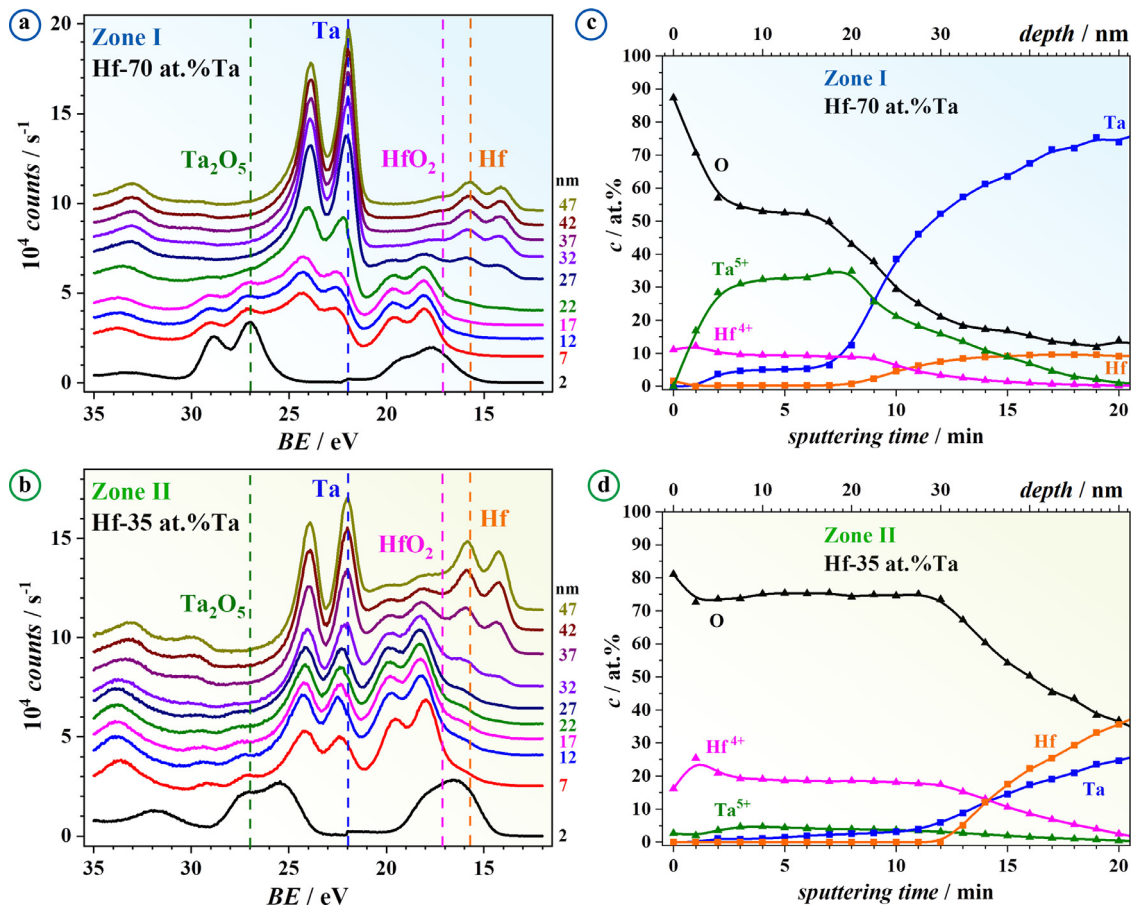 a
Zone I
Hf-70 at.%Ta
Ta
Ta₂O₅
HfO₂
Hf
nm
47
42
37
32
27
22
17
12
7
2
20
15
10
5
0
10⁴ counts / s⁻¹
35 30 25 20 15
BE / eV
c
0 10 20 30 40 50
depth / nm
Zone I
Hf-70 at.%Ta
Ta
O
Ta⁵⁺
Hf⁴⁺
Hf
100
90
80
70
60
50
40
30
20
10
0
c / at.%
0 5 10 15 20
sputtering time / min
b
Zone II
Hf-35 at.%Ta
Ta
Hf
HfO₂
Ta₂O₅
nm
47
42
37
32
27
22
17
12
7
2
15
10
5
0
10⁴ counts / s⁻¹
35 30 25 20 15
BE / eV
d
0 10 20 30
depth / nm
Zone II
Hf-35 at.%Ta
O
Hf⁴⁺
Hf
Ta
Ta⁵⁺
100
90
80
70
60
50
40
30
20
10
0
c / at.%
0 5 10 15 20
sputtering time / min